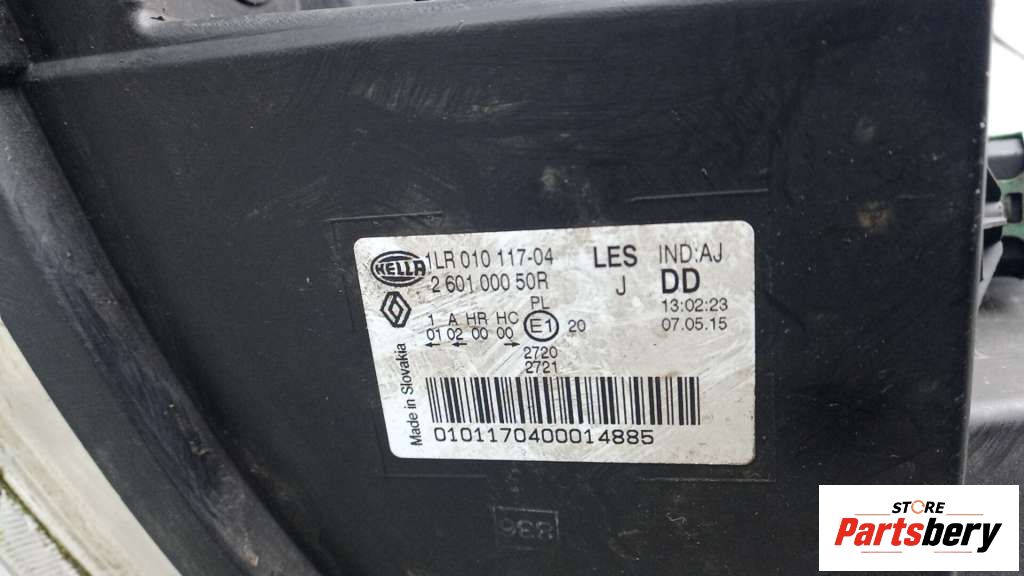 HELLA
1LR 010 117-04 LES IND:AJ
2 601 000 50R J DD
PL 13:02:23
1 A HR HC E1 20 07.05.15
01 02 00 00
2720
2721
Made in Slovakia
0101170400014885
336
STORE
Partsbery